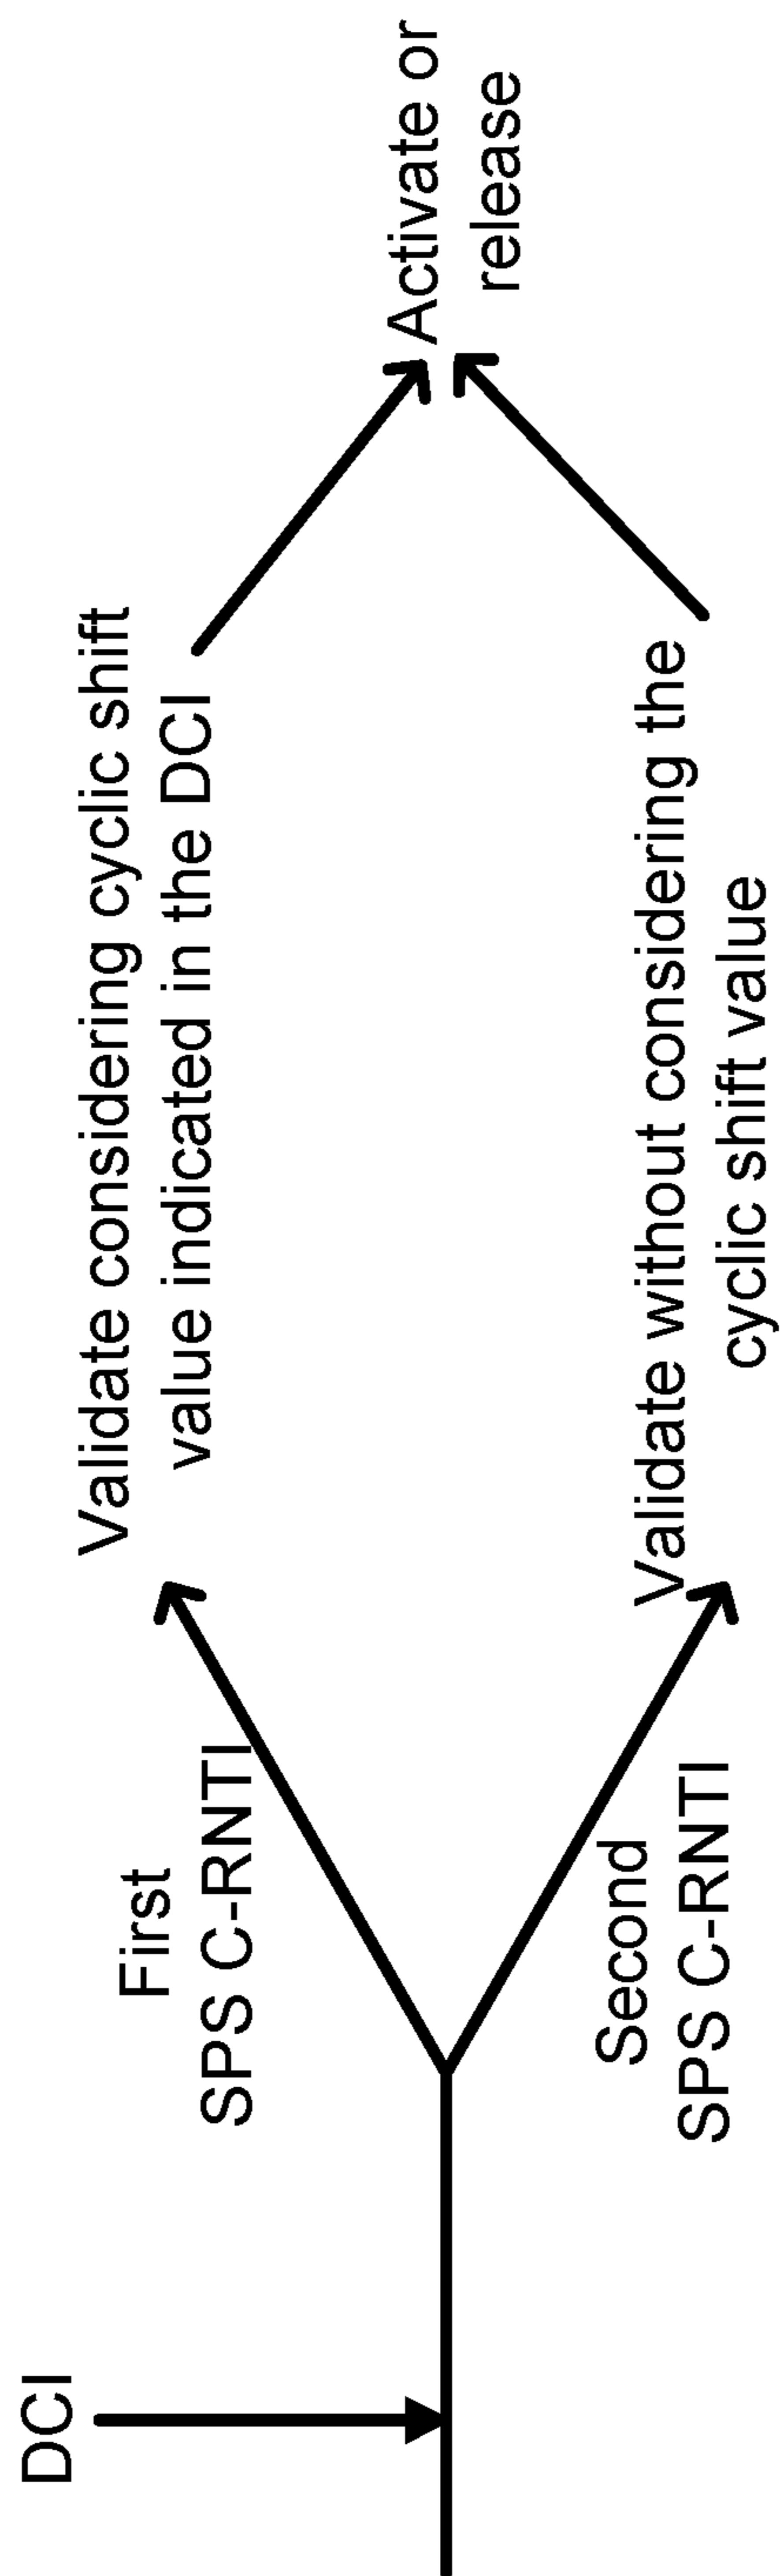 DCI
First
SPS C-RNTI
Second
SPS C-RNTI
Validate considering cyclic shift
value indicated in the DCI
Validate without considering the
cyclic shift value
Activate or
release